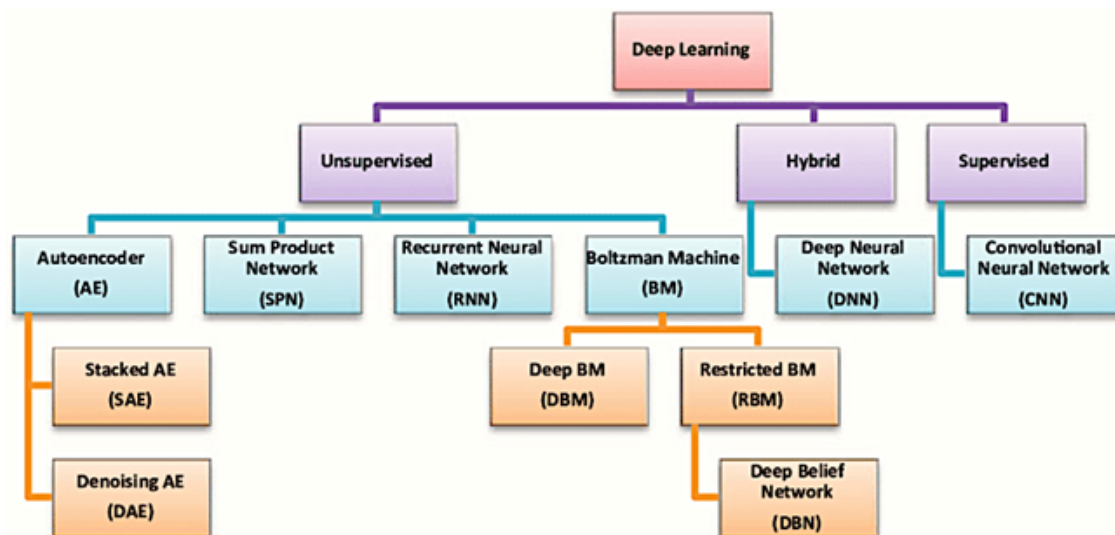 Deep Learning
Unsupervised
Hybrid
Supervised
Autoencoder
(AE)
Sum Product
Network
(SPN)
Recurrent Neural
Network
(RNN)
Boltzman Machine
(BM)
Deep Neural
Network
(DNN)
Convolutional
Neural Network
(CNN)
Stacked AE
(SAE)
Deep BM
(DBM)
Restricted BM
(RBM)
Denoising AE
(DAE)
Deep Belief
Network
(DBN)